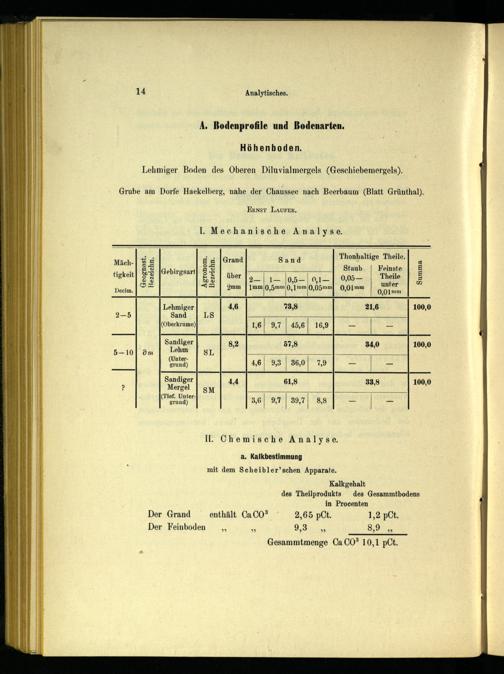 14
Analytisches.
A. Bodenprofile und Bodenarten.
Höhenboden.
Lehmiger Boden des Oberen Diluvialmergels (Geschiebemergels).
Grube am Dorfe Hackelberg, nahe der Chaussee nach Beerbaum (Blatt Grünthal).
Ernst Laufer.
I. Mechanische Analyse.
Mäch-
tigkeit
Decim.
Geognost.
Bezeichn.
Gebirgsart
Agronom.
Bezeichn.
Grand
über
2mm
Sand
2—
1mm
1—
0,5mm
0,5—
0,1mm
0,1—
0,05mm
Thonhaltige Theile.
Staub
0,05—
0,01mm
Feinste
Theile
unter
0,01mm
Summa
2—5
Lehmiger
Sand
(Oberkrume)
LS
4,6
73,8
21,6
100,0
1,6 9,7 45,6 16,9 — —
5—10
∂m
Sandiger
Lehm
(Unter-
grund)
SL
8,2
57,8
34,0
100,0
4,6 9,3 36,0 7,9 — —
?
Sandiger
Mergel
(Tief. Unter-
grund)
SM
4,4
61,8
33,8
100,0
3,6 9,7 39,7 8,8 — —
II. Chemische Analyse.
a. Kalkbestimmung
mit dem Scheibler'schen Apparate.
Kalkgehalt
des Theilprodukts des Gesammtbodens
in Procenten
Der Grand enthält CaCO³ 2,65 pCt. 1,2 pCt.
Der Feinboden „ „ 9,3 „ 8,9 „
Gesammtmenge CaCO³ 10,1 pCt.